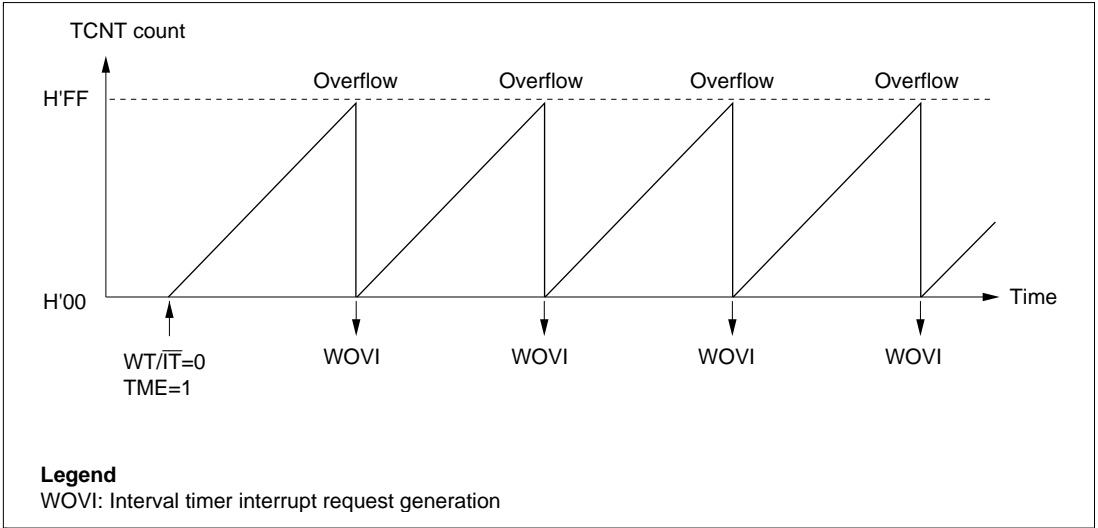 TCNT count
Overflow Overflow Overflow Overflow
H'FF
H'00
Time
WT/I̅T̅=0
TME=1
WOVI WOVI WOVI WOVI
Legend
WOVI: Interval timer interrupt request generation